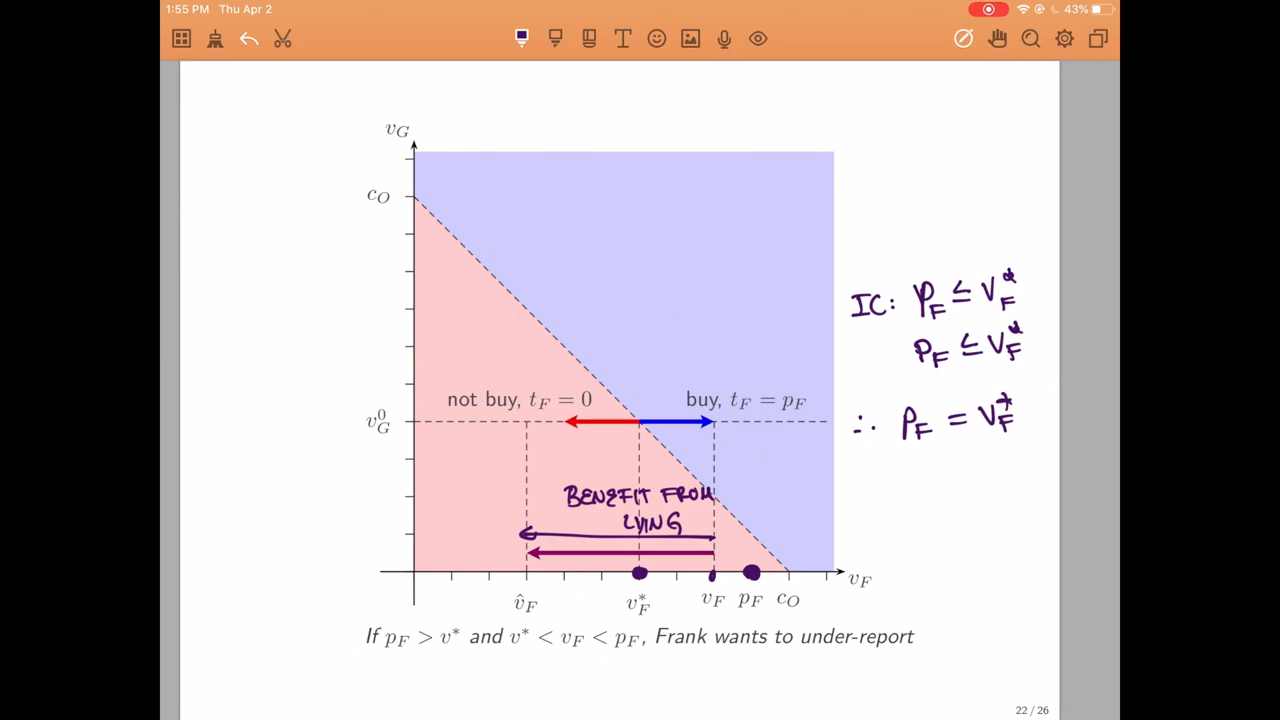 1:55 PM Thu Apr 2
43%
v_G
c_O
IC: p_F ≤ v_F^*
p_F ≤ v_F^*
not buy, t_F = 0
buy, t_F = p_F
v_G^0
∴ p_F = v_F^*
BENEFIT FROM
LYING
v̂_F v_F^* v_F p_F c_O v_F
If p_F > v^* and v^* < v_F < p_F, Frank wants to under-report
22 / 26